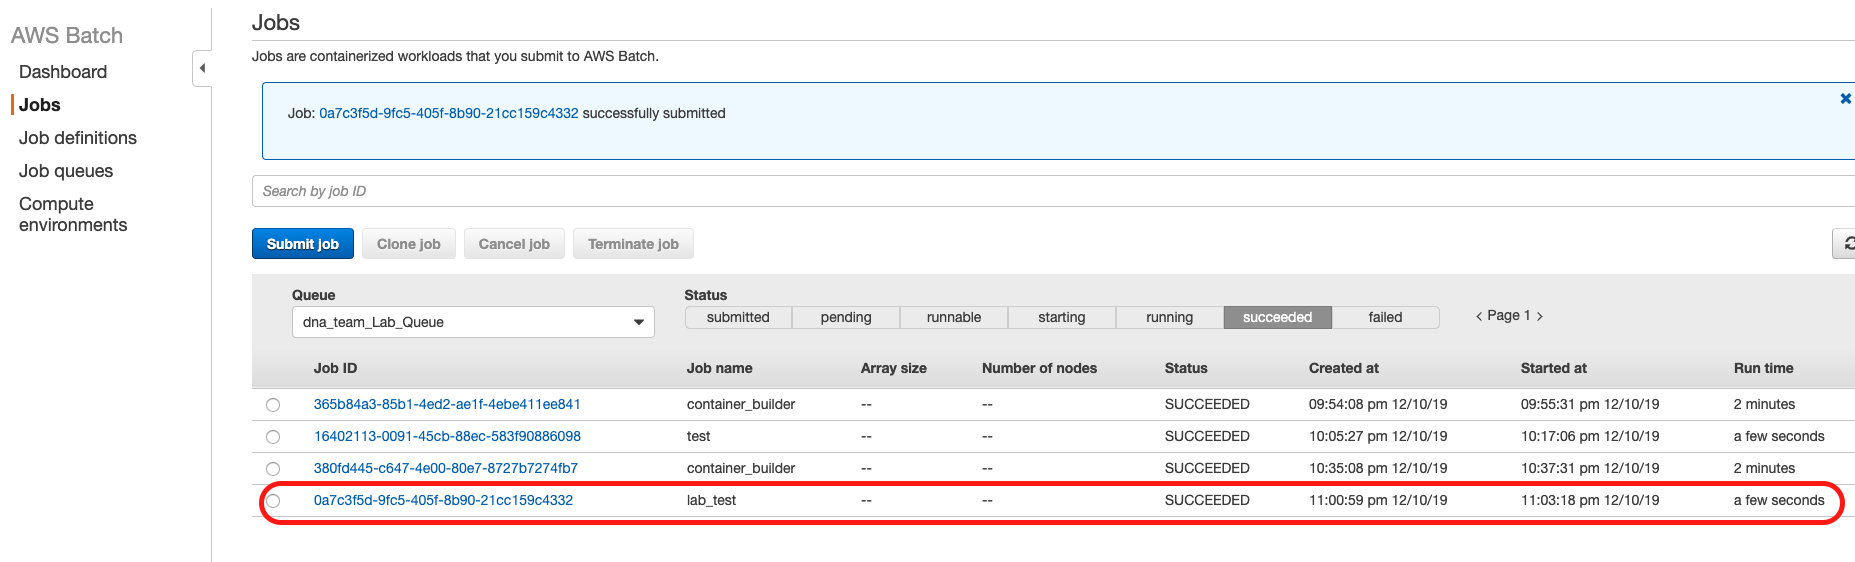 AWS Batch
Dashboard
Jobs
Job definitions
Job queues
Compute
environments
Jobs
Jobs are containerized workloads that you submit to AWS Batch.
Job: 0a7c3f5d-9fc5-405f-8b90-21cc159c4332 successfully submitted
Search by job ID
Submit job Clone job Cancel job Terminate job
Queue Status
dna_team_Lab_Queue submitted pending runnable starting running succeeded failed < Page 1 >
Job ID Job name Array size Number of nodes Status Created at Started at Run time
365b84a3-85b1-4ed2-ae1f-4ebe411ee841 container_builder -- -- SUCCEEDED 09:54:08 pm 12/10/19 09:55:31 pm 12/10/19 2 minutes
16402113-0091-45cb-88ec-583f90886098 test -- -- SUCCEEDED 10:05:27 pm 12/10/19 10:17:06 pm 12/10/19 a few seconds
380fd445-c647-4e00-80e7-8727b7274fb7 container_builder -- -- SUCCEEDED 10:35:08 pm 12/10/19 10:37:31 pm 12/10/19 2 minutes
0a7c3f5d-9fc5-405f-8b90-21cc159c4332 lab_test -- -- SUCCEEDED 11:00:59 pm 12/10/19 11:03:18 pm 12/10/19 a few seconds